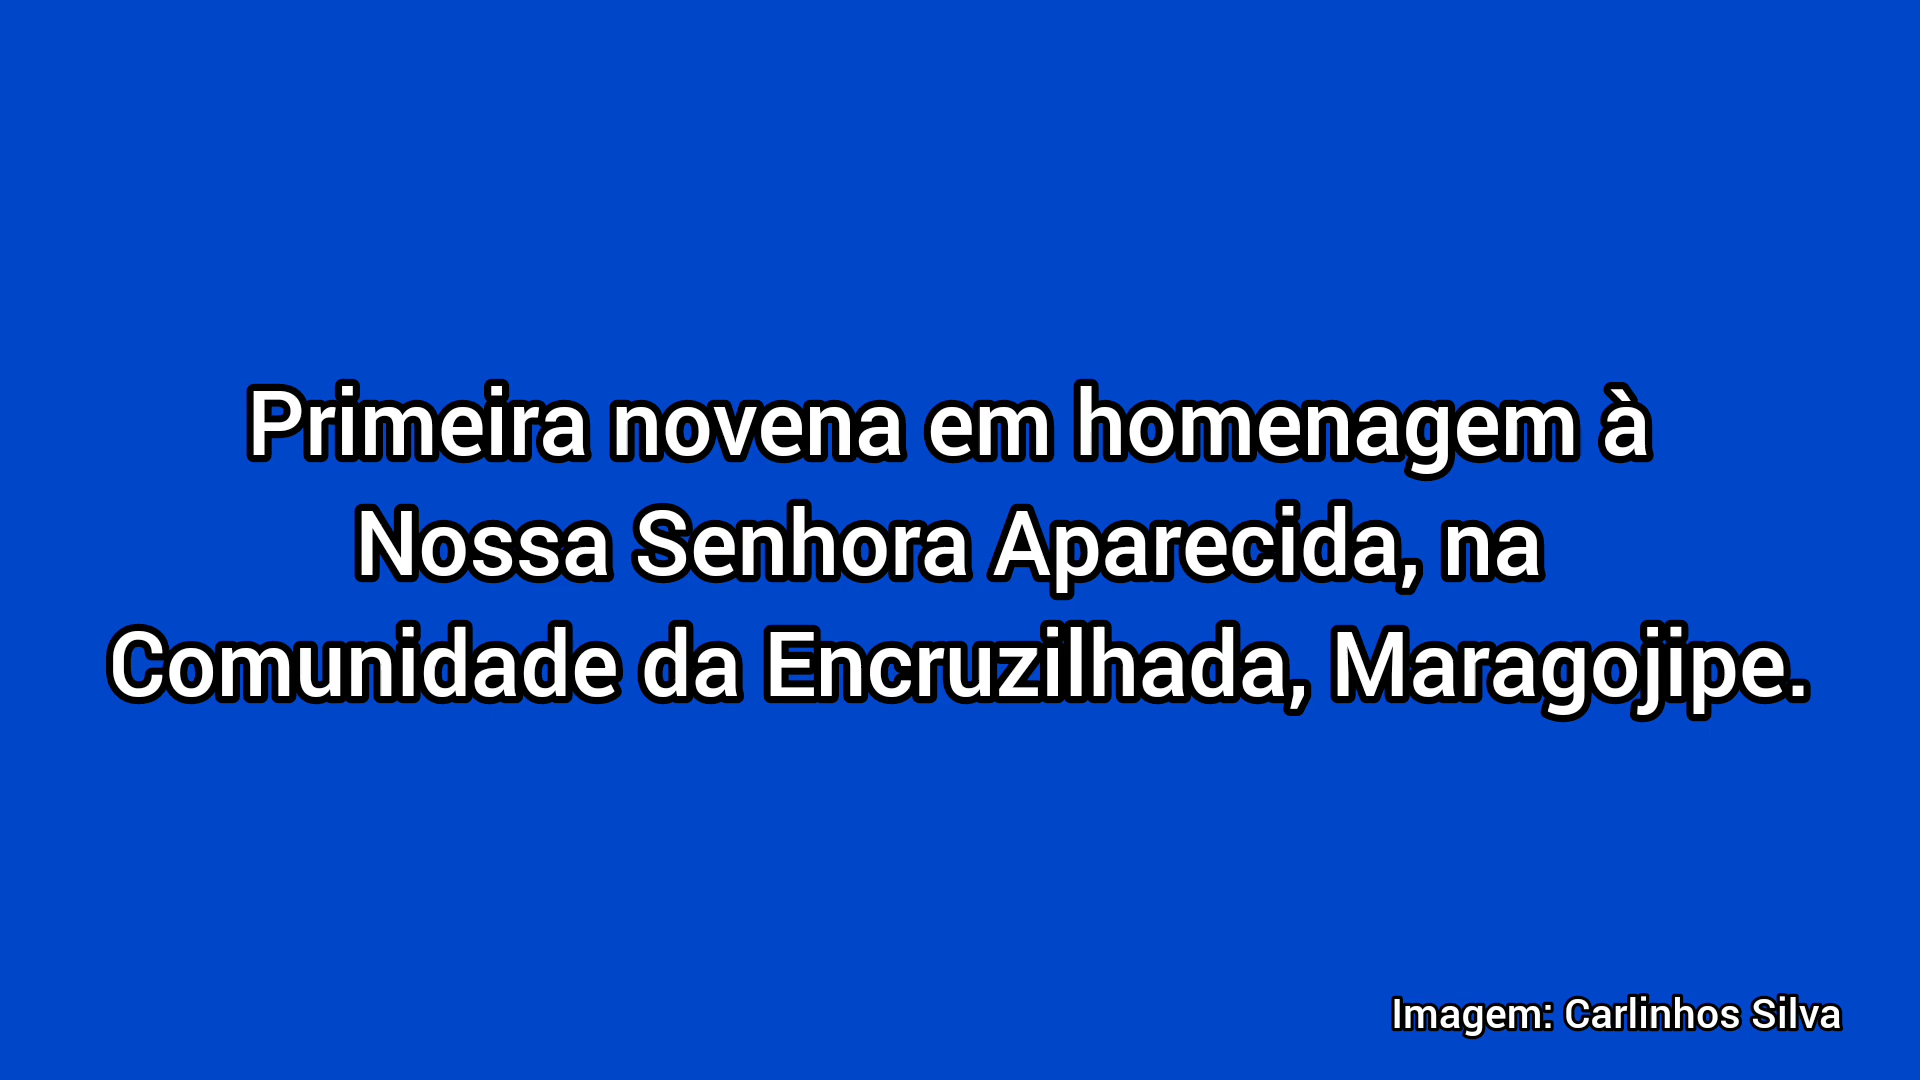 Primeira novena em homenagem à
Nossa Senhora Aparecida, na
Comunidade da Encruzilhada, Maragojipe.
Imagem: Carlinhos Silva